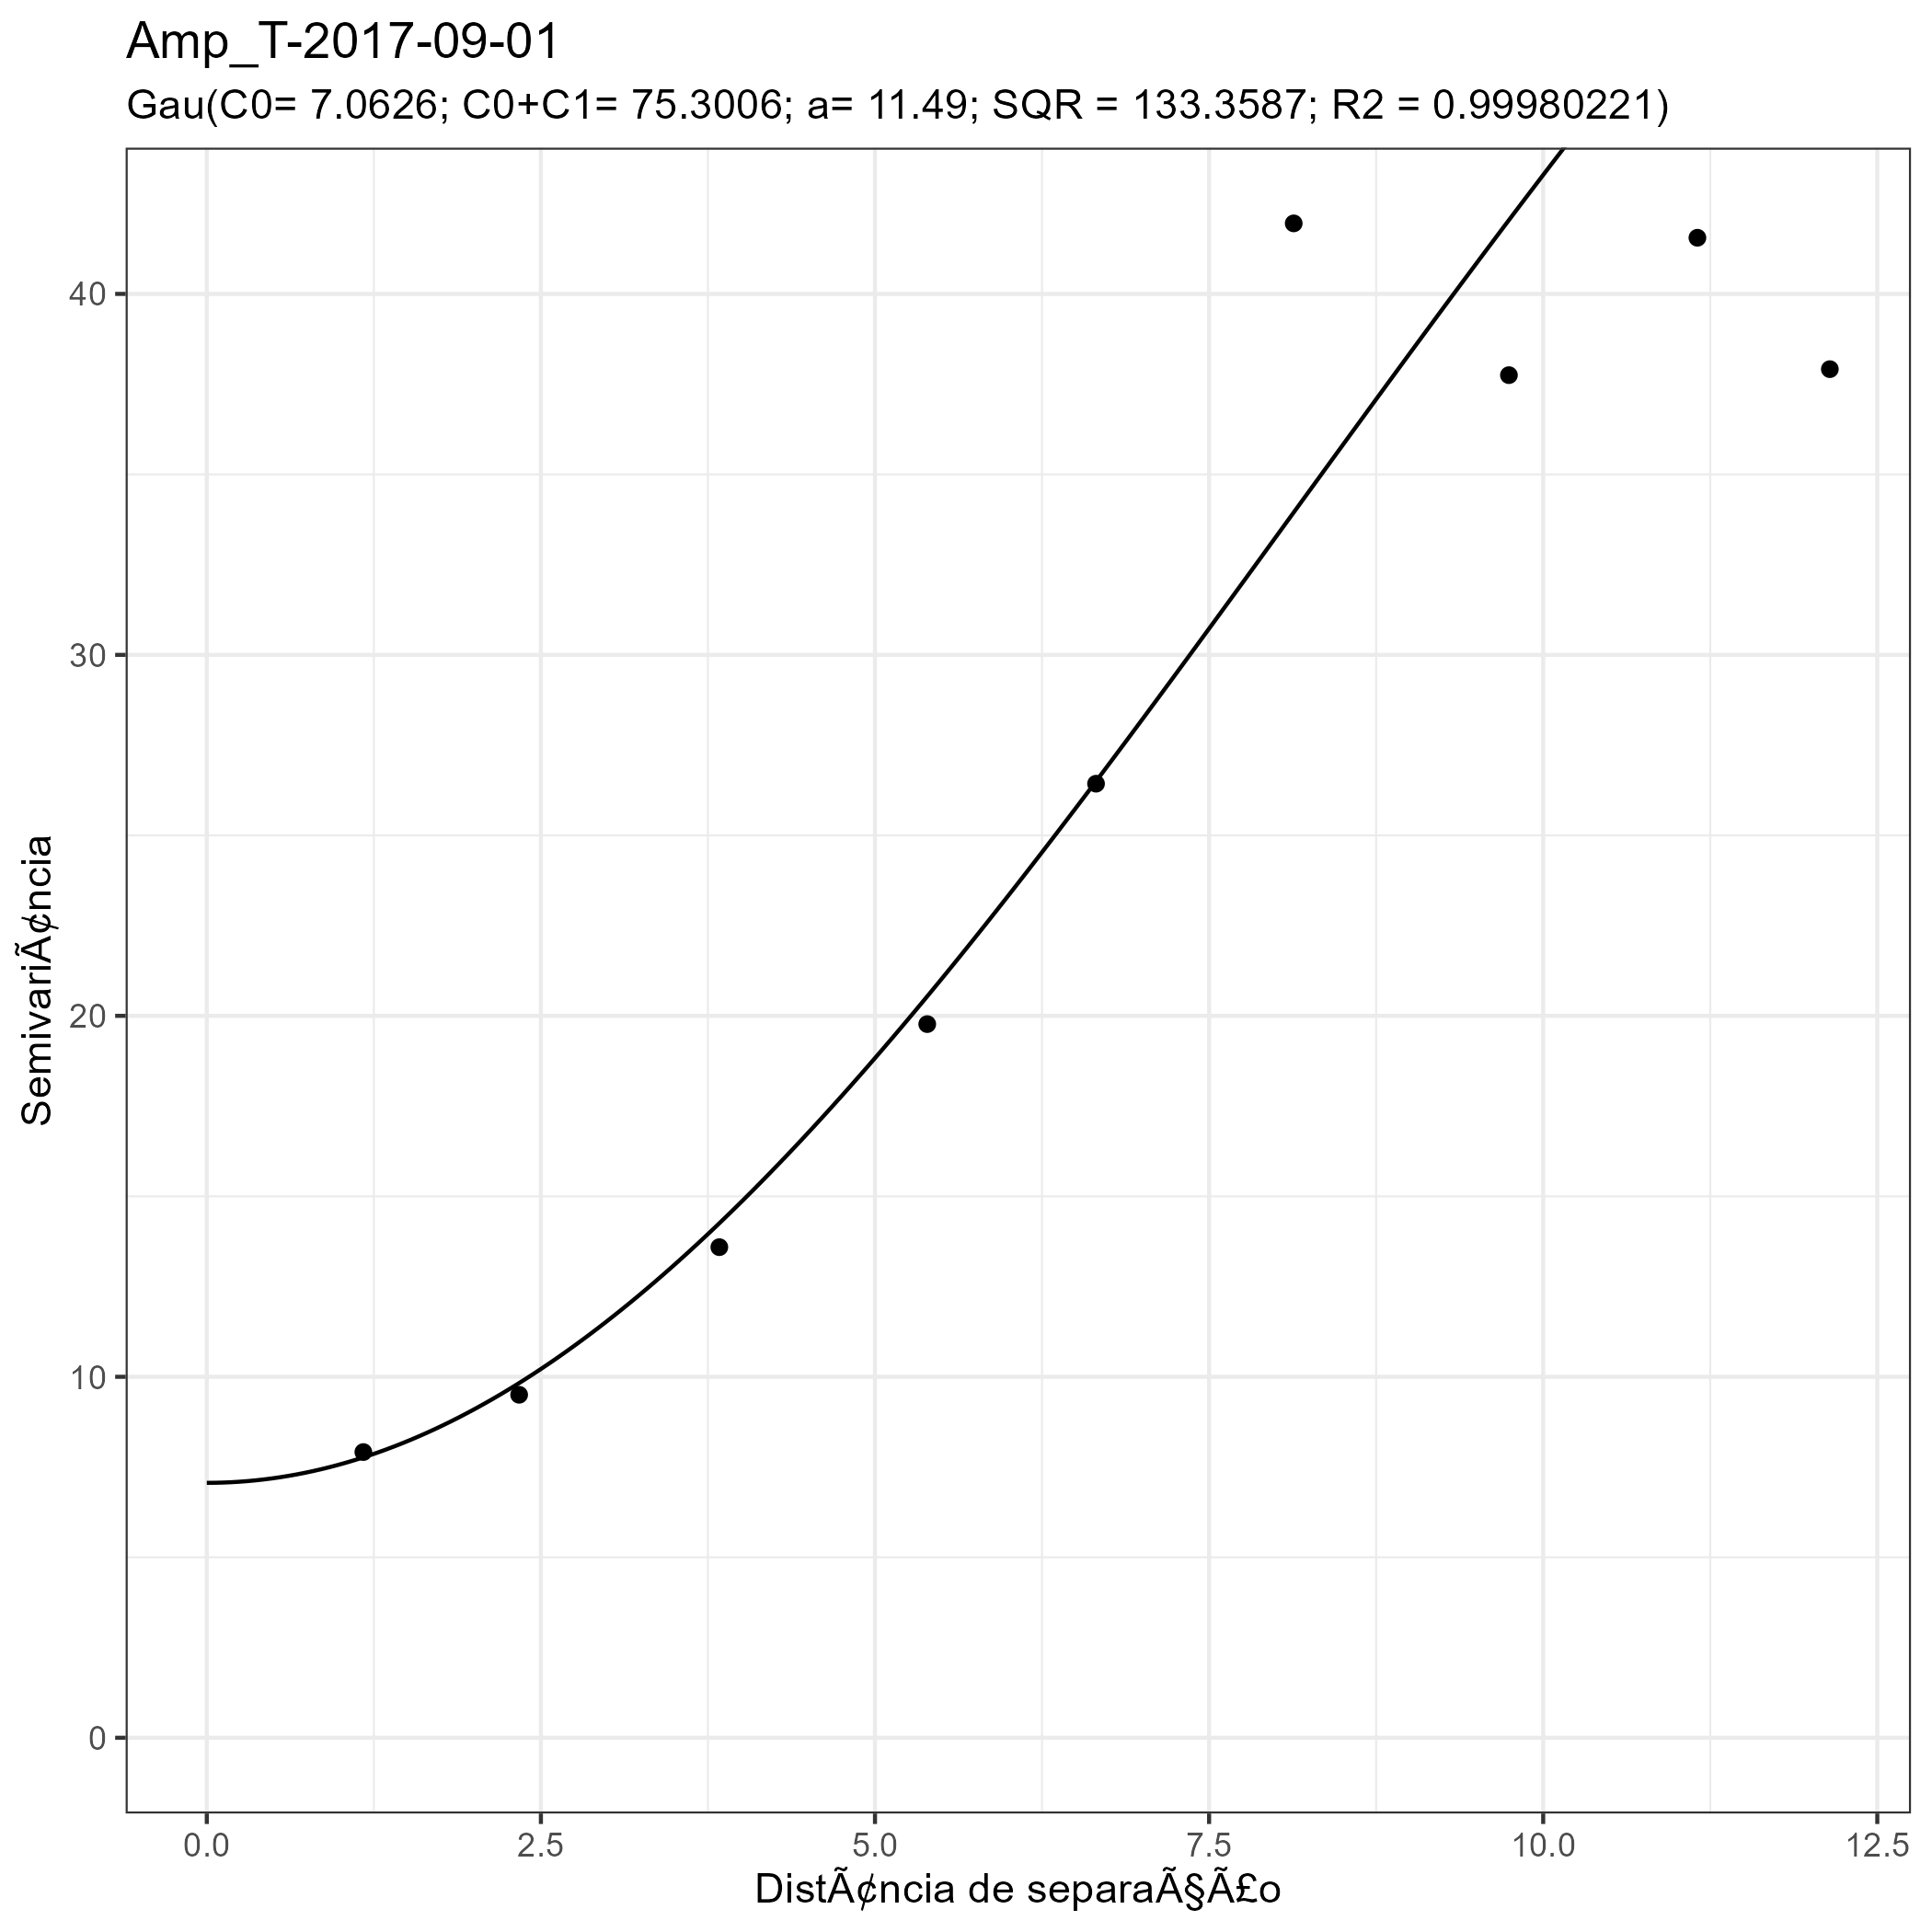 Amp_T-2017-09-01
Gau(C0= 7.0626; C0+C1= 75.3006; a= 11.49; SQR = 133.3587; R2 = 0.99980221)
40
30
20
10
0
SemivariÃ¢ncia
0.0 2.5 5.0 7.5 10.0 12.5
DistÃ¢ncia de separaÃ§Ã£o